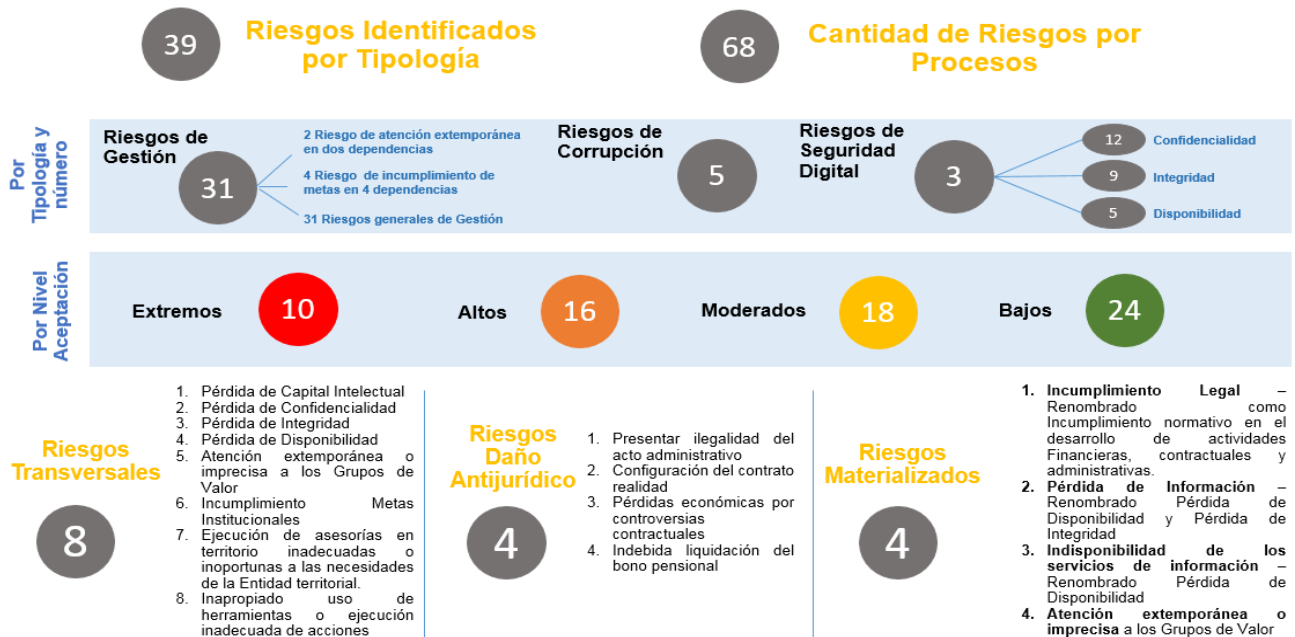 39
Riesgos Identificados
por Tipología
68
Cantidad de Riesgos por
Procesos
Por
Tipología y
número
Riesgos de
Gestión
31
2 Riesgo de atención extemporánea
en dos dependencias
4 Riesgo de incumplimiento de
metas en 4 dependencias
31 Riesgos generales de Gestión
Riesgos de
Corrupción
5
Riesgos de
Seguridad
Digital
3
12
Confidencialidad
9
Integridad
5
Disponibilidad
Por Nivel
Aceptación
Extremos
10
Altos
16
Moderados
18
Bajos
24
Riesgos
Transversales
8
1. Pérdida de Capital Intelectual
2. Pérdida de Confidencialidad
3. Pérdida de Integridad
4. Pérdida de Disponibilidad
5. Atención extemporánea o
imprecisa a los Grupos de
Valor
6. Incumplimiento Metas
Institucionales
7. Ejecución de asesorías en
territorio inadecuadas o
inoportunas a las necesidades
de la Entidad territorial.
8. Inapropiado uso de
herramientas o ejecución
inadecuada de acciones
Riesgos
Daño
Antijurídico
4
1. Presentar ilegalidad del
acto administrativo
2. Configuración del contrato
realidad
3. Pérdidas económicas por
controversias
contractuales
4. Indebida liquidación del
bono pensional
Riesgos
Materializados
4
1. Incumplimiento Legal –
Renombrado como
Incumplimiento normativo en el
desarrollo de actividades
Financieras, contractuales y
administrativas.
2. Pérdida de Información –
Renombrado Pérdida de
Disponibilidad y Pérdida de
Integridad
3. Indisponibilidad de los
servicios de información –
Renombrado Pérdida de
Disponibilidad
4. Atención extemporánea o
imprecisa a los Grupos de Valor